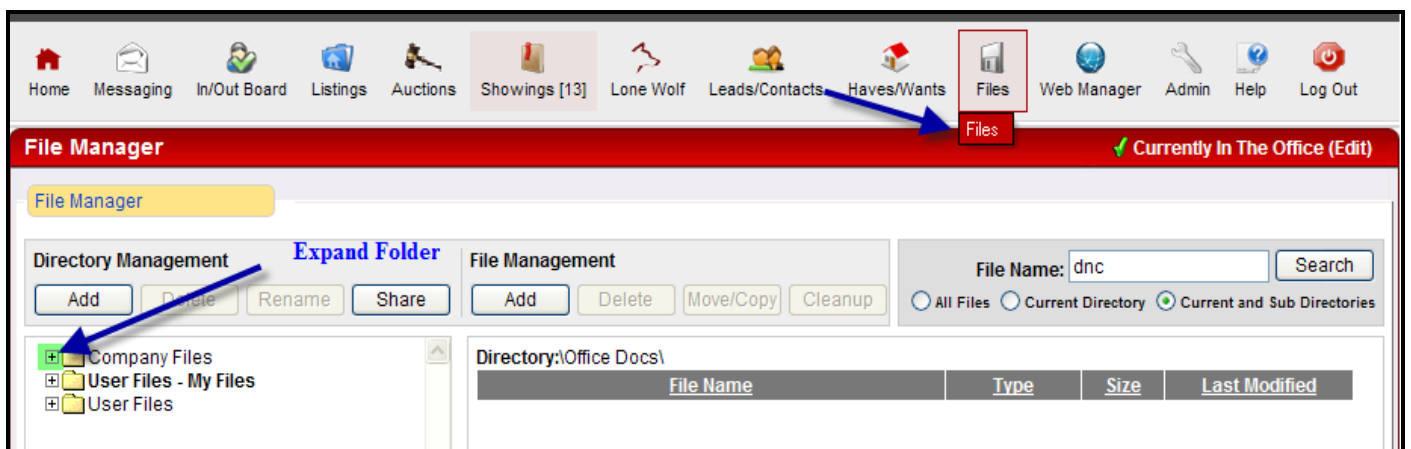 Home Messaging In/Out Board Listings Auctions Showings [13] Lone Wolf Leads/Contacts Haves/Wants Files Web Manager Admin Help Log Out
Files
File Manager Currently In The Office (Edit)
File Manager
Directory Management Expand Folder File Management
File Name: dnc Search
Add Delete Rename Share Add Delete Move/Copy Cleanup
All Files Current Directory Current and Sub Directories
Company Files
User Files - My Files
User Files
Directory:\Office Docs\
File Name Type Size Last Modified